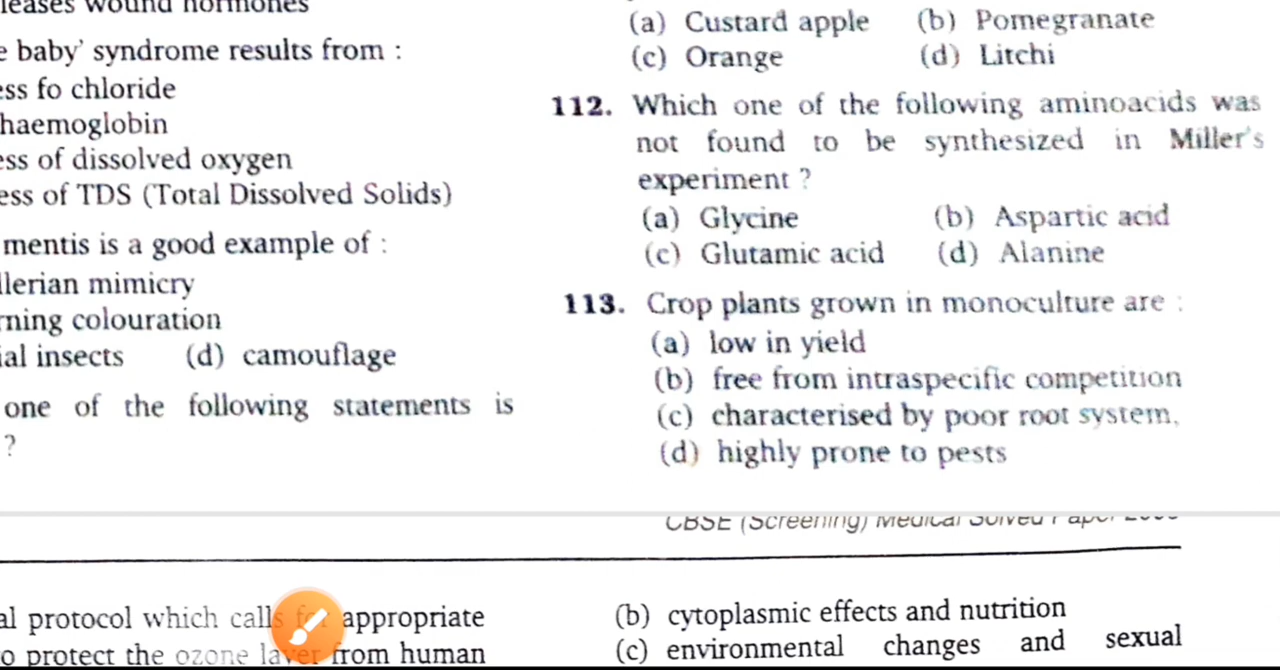 leases wound hormones
e baby' syndrome results from :
ess fo chloride
haemoglobin
ess of dissolved oxygen
ess of TDS (Total Dissolved Solids)
mentis is a good example of :
llerian mimicry
rning colouration
ial insects (d) camouflage
one of the following statements is
?
(a) Custard apple (b) Pomegranate
(c) Orange (d) Litchi
112. Which one of the following aminoacids was
not found to be synthesized in Miller's
experiment ?
(a) Glycine (b) Aspartic acid
(c) Glutamic acid (d) Alanine
113. Crop plants grown in monoculture are :
(a) low in yield
(b) free from intraspecific competition
(c) characterised by poor root system,
(d) highly prone to pests
CBSE (Screening) Medical Solved Paper
al protocol which calls for appropriate
o protect the ozone layer from human
(b) cytoplasmic effects and nutrition
(c) environmental changes and sexual